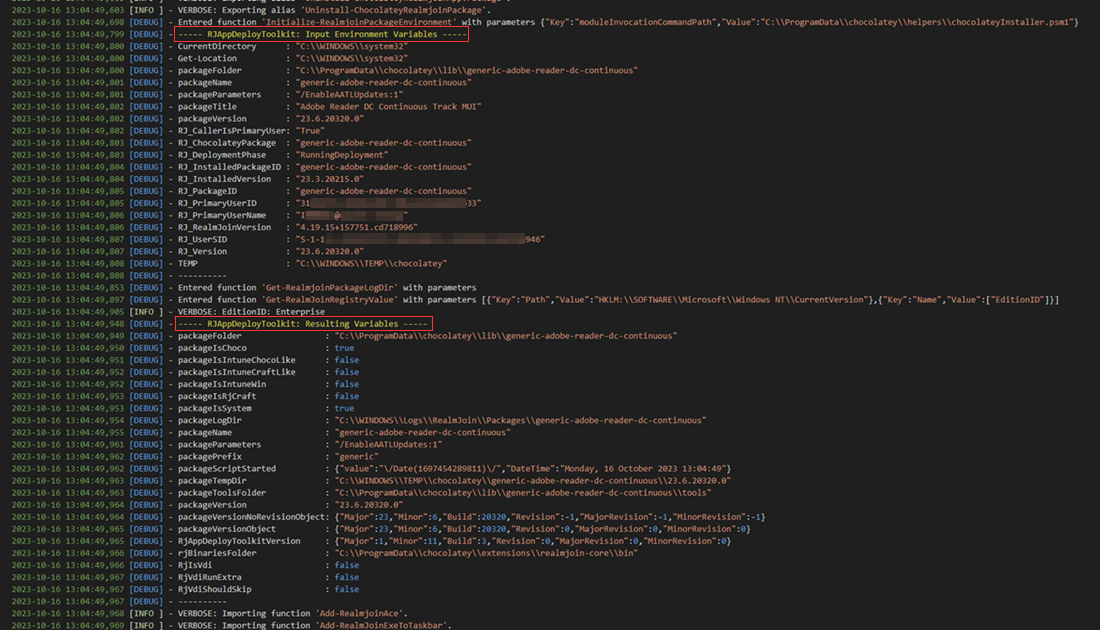 2023-10-16 13:04:49,603 [INFO ] - VERBOSE: Exporting alias 'Uninstall-ChocolateyRealmjoinPackage'.
2023-10-16 13:04:49,698 [DEBUG] - Entered function 'Initialize-RealmjoinPackageEnvironment' with parameters {"Key":"moduleInvocationCommandPath","Value":"C:\\ProgramData\\chocolatey\\helpers\\chocolateyInstaller.psm1"}
2023-10-16 13:04:49,799 [DEBUG] - ----- RJAppDeployToolkit: Input Environment Variables -----
2023-10-16 13:04:49,800 [DEBUG] - CurrentDirectory : "C:\\WINDOWS\\system32"
2023-10-16 13:04:49,800 [DEBUG] - Get-Location : "C:\\WINDOWS\\system32"
2023-10-16 13:04:49,800 [DEBUG] - packageFolder : "C:\\ProgramData\\chocolatey\\lib\\generic-adobe-reader-dc-continuous"
2023-10-16 13:04:49,801 [DEBUG] - packageName : "generic-adobe-reader-dc-continuous"
2023-10-16 13:04:49,801 [DEBUG] - packageParameters : "/EnableAATLUpdates:1"
2023-10-16 13:04:49,802 [DEBUG] - packageTitle : "Adobe Reader DC Continuous Track MUI"
2023-10-16 13:04:49,802 [DEBUG] - packageVersion : "23.6.20320.0"
2023-10-16 13:04:49,802 [DEBUG] - RJ_CallerIsPrimaryUser: "True"
2023-10-16 13:04:49,803 [DEBUG] - RJ_ChocolateyPackage : "generic-adobe-reader-dc-continuous"
2023-10-16 13:04:49,803 [DEBUG] - RJ_DeploymentPhase : "RunningDeployment"
2023-10-16 13:04:49,804 [DEBUG] - RJ_InstalledPackageID : "generic-adobe-reader-dc-continuous"
2023-10-16 13:04:49,804 [DEBUG] - RJ_InstalledVersion : "23.3.20215.0"
2023-10-16 13:04:49,805 [DEBUG] - RJ_PackageID : "generic-adobe-reader-dc-continuous"
2023-10-16 13:04:49,805 [DEBUG] - RJ_PrimaryUserID : "31 33"
2023-10-16 13:04:49,806 [DEBUG] - RJ_PrimaryUserName : "I @ "
2023-10-16 13:04:49,806 [DEBUG] - RJ_RealmJoinVersion : "4.19.15+157751.cd718996"
2023-10-16 13:04:49,807 [DEBUG] - RJ_UserSID : "S-1-1 946"
2023-10-16 13:04:49,807 [DEBUG] - RJ_Version : "23.6.20320.0"
2023-10-16 13:04:49,808 [DEBUG] - TEMP : "C:\\WINDOWS\\TEMP\\chocolatey"
2023-10-16 13:04:49,808 [DEBUG] - ----------
2023-10-16 13:04:49,853 [DEBUG] - Entered function 'Get-RealmjoinPackageLogDir' with parameters
2023-10-16 13:04:49,897 [DEBUG] - Entered function 'Get-RealmJoinRegistryValue' with parameters [{"Key":"Path","Value":"HKLM:\\SOFTWARE\\Microsoft\\Windows NT\\CurrentVersion"},{"Key":"Name","Value":["EditionID"]}]
2023-10-16 13:04:49,905 [INFO ] - VERBOSE: EditionID: Enterprise
2023-10-16 13:04:49,948 [DEBUG] - ----- RJAppDeployToolkit: Resulting Variables -----
2023-10-16 13:04:49,949 [DEBUG] - packageFolder : "C:\\ProgramData\\chocolatey\\lib\\generic-adobe-reader-dc-continuous"
2023-10-16 13:04:49,950 [DEBUG] - packageIsChoco : true
2023-10-16 13:04:49,951 [DEBUG] - packageIsIntuneChocoLike : false
2023-10-16 13:04:49,952 [DEBUG] - packageIsIntuneCraftLike : false
2023-10-16 13:04:49,952 [DEBUG] - packageIsIntuneWin : false
2023-10-16 13:04:49,953 [DEBUG] - packageIsRjCraft : false
2023-10-16 13:04:49,953 [DEBUG] - packageIsSystem : true
2023-10-16 13:04:49,954 [DEBUG] - packageLogDir : "C:\\WINDOWS\\Logs\\RealmJoin\\Packages\\generic-adobe-reader-dc-continuous"
2023-10-16 13:04:49,955 [DEBUG] - packageName : "generic-adobe-reader-dc-continuous"
2023-10-16 13:04:49,961 [DEBUG] - packageParameters : "/EnableAATLUpdates:1"
2023-10-16 13:04:49,962 [DEBUG] - packagePrefix : "generic"
2023-10-16 13:04:49,962 [DEBUG] - packageScriptStarted : {"value":"\/Date(1697454289811)\/","DateTime":"Monday, 16 October 2023 13:04:49"}
2023-10-16 13:04:49,963 [DEBUG] - packageTempDir : "C:\\WINDOWS\\TEMP\\chocolatey\\generic-adobe-reader-dc-continuous\\23.6.20320.0"
2023-10-16 13:04:49,963 [DEBUG] - packageToolsFolder : "C:\\ProgramData\\chocolatey\\lib\\generic-adobe-reader-dc-continuous\\tools"
2023-10-16 13:04:49,964 [DEBUG] - packageVersion : "23.6.20320.0"
2023-10-16 13:04:49,964 [DEBUG] - packageVersionNoRevisionObject: {"Major":23,"Minor":6,"Build":20320,"Revision":-1,"MajorRevision":-1,"MinorRevision":-1}
2023-10-16 13:04:49,965 [DEBUG] - packageVersionObject : {"Major":23,"Minor":6,"Build":20320,"Revision":0,"MajorRevision":0,"MinorRevision":0}
2023-10-16 13:04:49,965 [DEBUG] - RjAppDeployToolkitVersion : {"Major":1,"Minor":11,"Build":3,"Revision":0,"MajorRevision":0,"MinorRevision":0}
2023-10-16 13:04:49,965 [DEBUG] - rjBinariesFolder : "C:\\ProgramData\\chocolatey\\extensions\\realmjoin-core\\bin"
2023-10-16 13:04:49,966 [DEBUG] - RjIsVdi : false
2023-10-16 13:04:49,967 [DEBUG] - RjVdiRunExtra : false
2023-10-16 13:04:49,967 [DEBUG] - RjVdiShouldSkip : false
2023-10-16 13:04:49,967 [DEBUG] - ----------
2023-10-16 13:04:49,968 [INFO ] - VERBOSE: Importing function 'Add-RealmjoinAce'.
2023-10-16 13:04:49,969 [INFO ] - VERBOSE: Importing function 'Add-RealmJoinExeToTaskbar'.